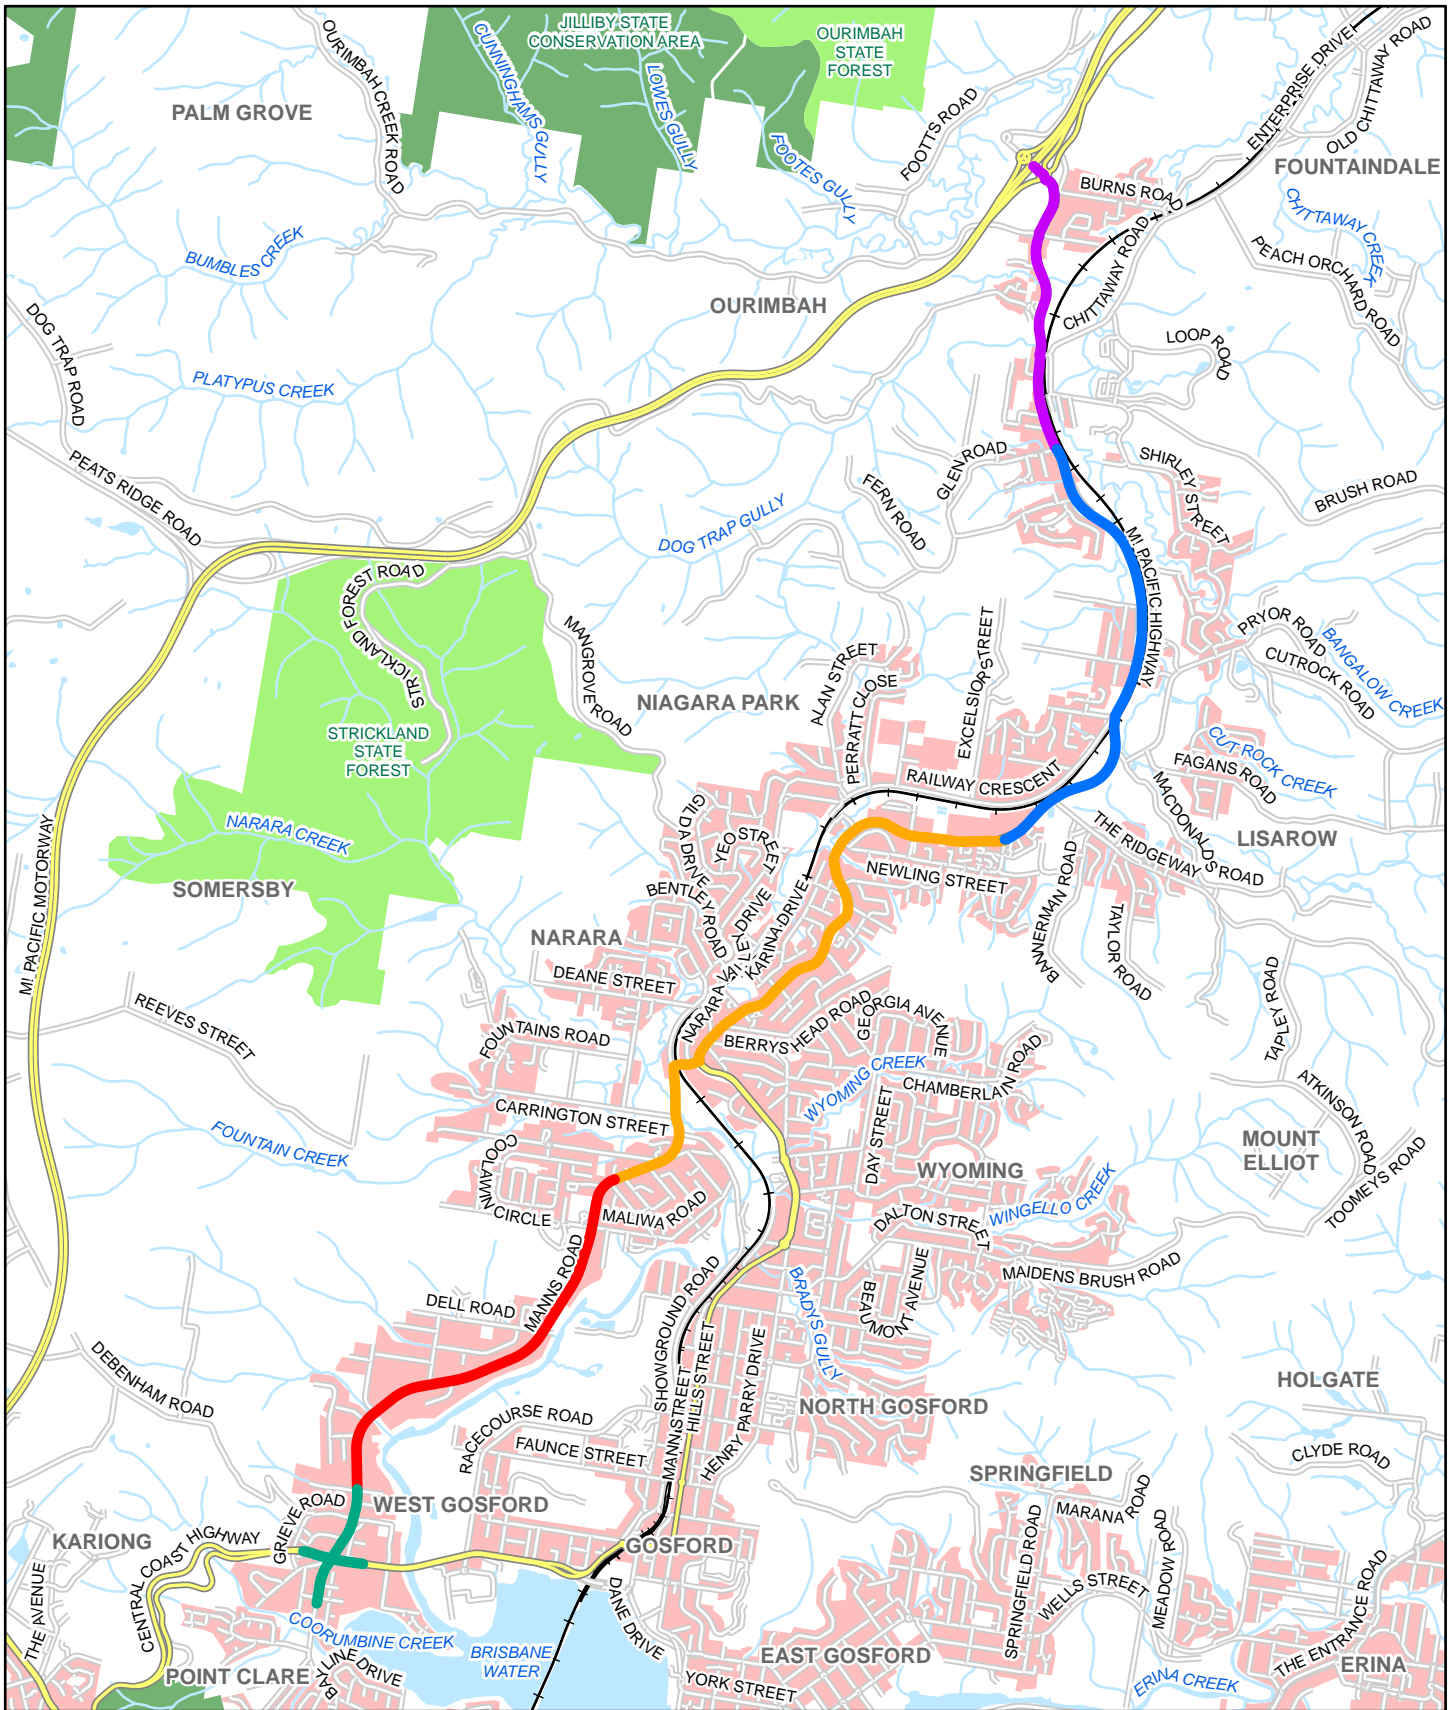 JILLIBY STATE
CONSERVATION AREA
OURIMBAH
STATE
FOREST
OURIMBAH CREEK ROAD
CUNNINGHAMS GULLY
LOWES GULLY
FOOTES GULLY
FOOTTS ROAD
ENTERPRISE DRIVE
OLD CHITTAWAY ROAD
PALM GROVE
FOUNTAINDALE
BURNS ROAD
CHITTAWAY CREEK
PEACH ORCHARD ROAD
CHITTAWAY ROAD
BUMBLES CREEK
OURIMBAH
DOG TRAP ROAD
LOOP ROAD
PLATYPUS CREEK
PEATS RIDGE ROAD
GLEN ROAD
SHIRLEY STREET
BRUSH ROAD
FERN ROAD
DOG TRAP GULLY
M1 PACIFIC HIGHWAY
STRICKLAND FOREST ROAD
MANGROVE ROAD
EXCELSIOR STREET
PRYOR ROAD
BANGALOW CREEK
CUTROCK ROAD
ALAN STREET
PERRATT CLOSE
NIAGARA PARK
STRICKLAND
STATE
FOREST
CUT ROCK CREEK
FAGANS ROAD
RAILWAY CRESCENT
MACDONALDS ROAD
GILDA DRIVE
YEO STREET
NARARA CREEK
THE RIDGEWAY
LISAROW
M1 PACIFIC MOTORWAY
SOMERSBY
BENTLEY ROAD
NEWLING STREET
BANNERMAN ROAD
TAYLOR ROAD
KARINA DRIVE
NARARA VALLEY DRIVE
NARARA
DEANE STREET
TAPLEY ROAD
REEVES STREET
FOUNTAINS ROAD
BERRYS HEAD ROAD
GEORGIA AVENUE
WYOMING CREEK
CHAMBERLAIN ROAD
ATKINSON ROAD
CARRINGTON STREET
FOUNTAIN CREEK
COOLAWIN CIRCLE
DAY STREET
MOUNT
ELLIOT
WYOMING
TOOMEYS ROAD
MALIWA ROAD
DALTON STREET
WINGELLO CREEK
MANNS ROAD
MAIDENS BRUSH ROAD
SHOWGROUND ROAD
BRADYS GULLY
BEAUMONT AVENUE
DELL ROAD
DEBENHAM ROAD
MANN STREET
HILLS STREET
HENRY PARRY DRIVE
HOLGATE
RACECOURSE ROAD
NORTH GOSFORD
FAUNCE STREET
CLYDE ROAD
SPRINGFIELD
WEST GOSFORD
MARANA ROAD
GRIEVE ROAD
KARIONG
CENTRAL COAST HIGHWAY
GOSFORD
SPRINGFIELD ROAD
MEADOW ROAD
WELLS STREET
THE AVENUE
DANE DRIVE
COORUMBINE CREEK
BRISBANE
WATER
THE ENTRANCE ROAD
EAST GOSFORD
POINT CLARE
BAY LINE DRIVE
YORK STREET
ERINA CREEK
ERINA